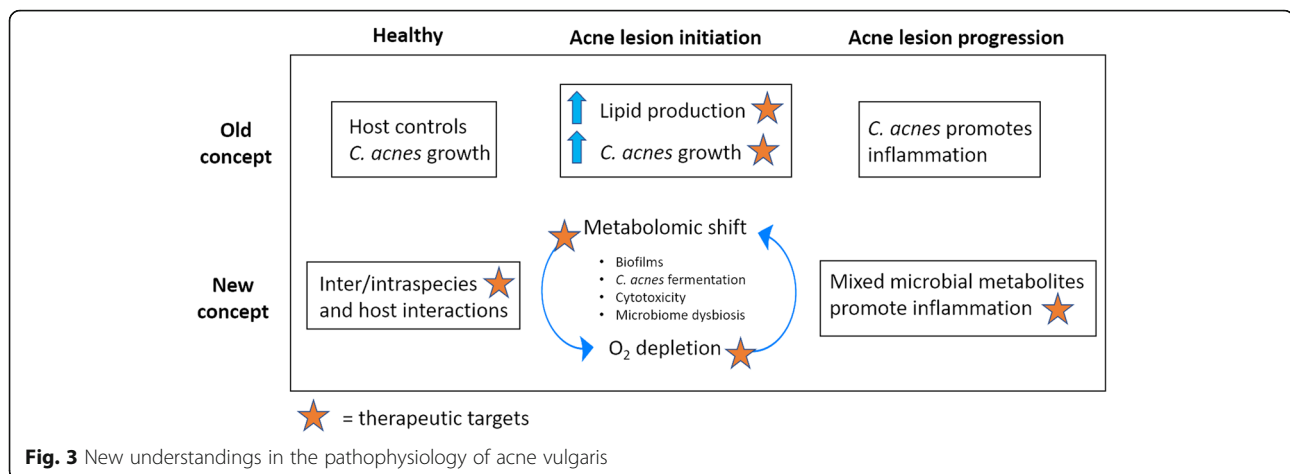 Healthy
Acne lesion initiation
Acne lesion progression
Old
concept
Host controls
C. acnes growth
Lipid production
C. acnes growth
C. acnes promotes
inflammation
New
concept
Inter/intraspecies
and host interactions
Metabolomic shift
• Biofilms
• C. acnes fermentation
• Cytotoxicity
• Microbiome dysbiosis
O₂ depletion
Mixed microbial metabolites
promote inflammation
= therapeutic targets
Fig. 3 New understandings in the pathophysiology of acne vulgaris